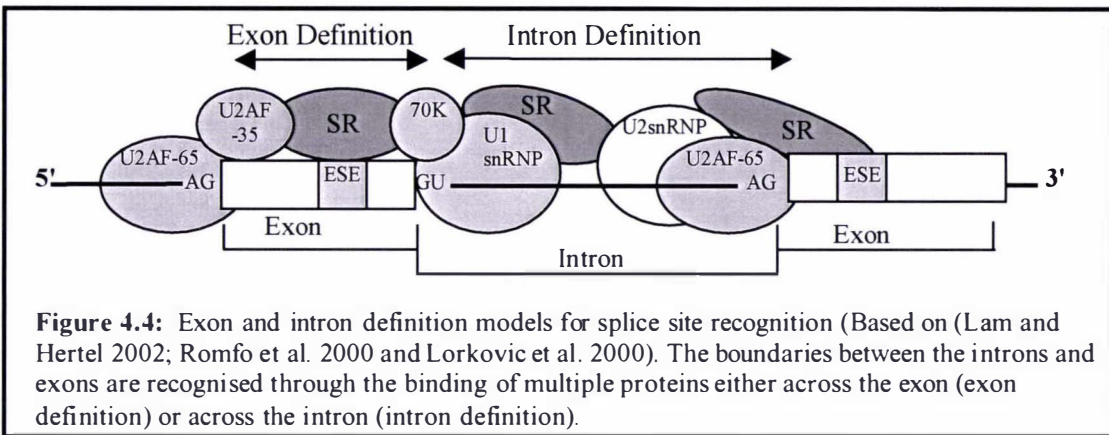 Exon Definition Intron Definition
U2AF
-35
SR
70K
SR
U2snRNP
SR
U2AF-65
U1
snRNP
U2AF-65
5' AG ESE GU AG ESE 3'
Exon Exon
Intron
Figure 4.4: Exon and intron definition models for splice site recognition (Based on (Lam and
Hertel 2002; Romfo et al. 2000 and Lorkovic et al. 2000). The boundaries between the introns and
exons are recognised through the binding of multiple proteins either across the exon (exon
definition) or across the intron (intron definition).